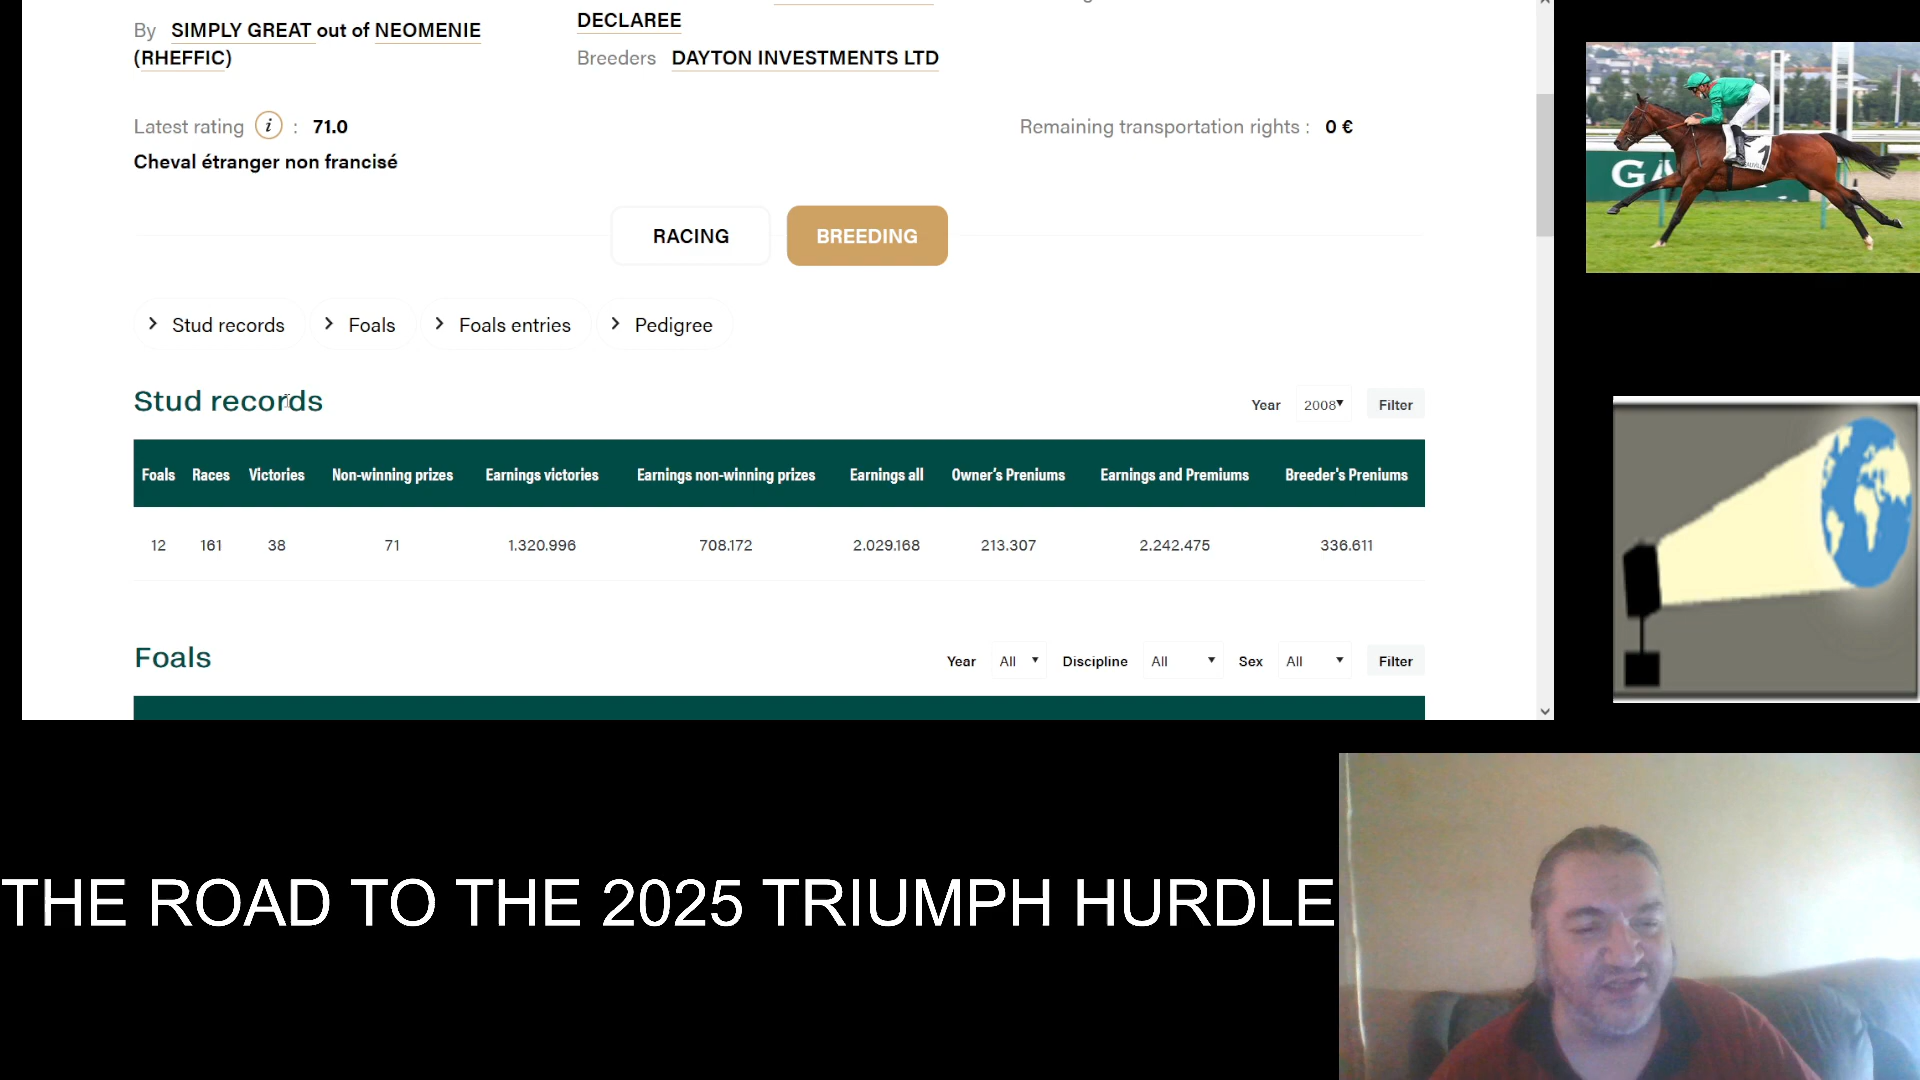 DECLAREE
By SIMPLY GREAT out of NEOMENIE
(RHEFFIC)
Breeders DAYTON INVESTMENTS LTD
Latest rating i : 71.0
Remaining transportation rights : 0 €
Cheval étranger non francisé
RACING BREEDING
Stud records Foals Foals entries Pedigree
Stud records Year 2008 Filter
Foals Races Victories Non-winning prizes Earnings victories Earnings non-winning prizes Earnings all Owner's Preniums Earnings and Premiums Breeder's Preniums
12 161 38 71 1.320.996 708.172 2.029.168 213.307 2.242.475 336.611
Foals Year All Discipline All Sex All Filter
1
GA
THE ROAD TO THE 2025 TRIUMPH HURDLE